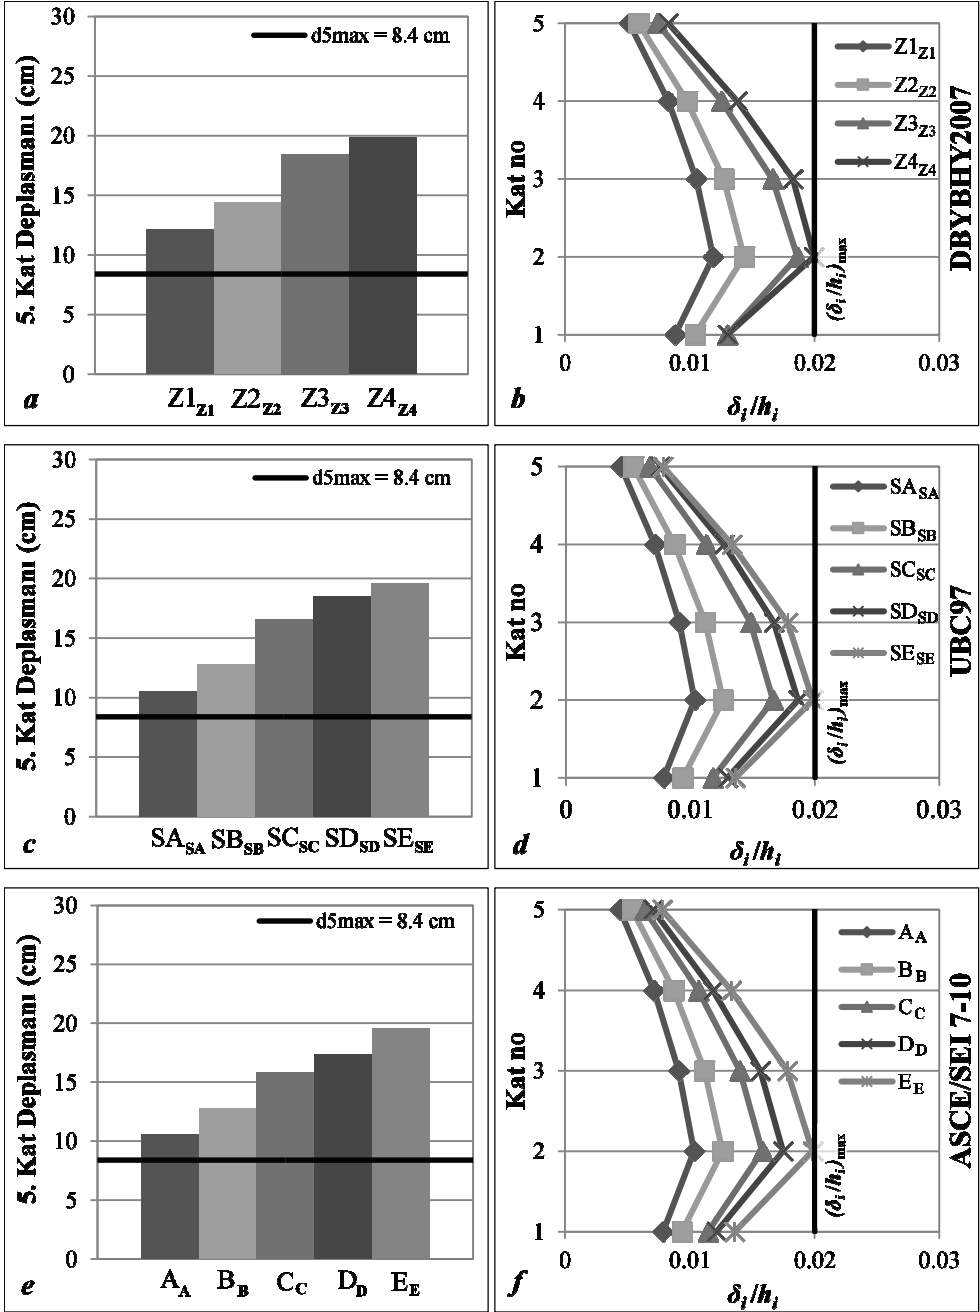 30
25
20
15
10
5
0
5. Kat Deplasmanı (cm)
d5max = 8.4 cm
Z1Z1 Z2Z2 Z3Z3 Z4Z4
a
5
4
3
2
1
Kat no
0 0.01 0.02 0.03
δi/hi
(δi/hi)max
Z1Z1
Z2Z2
Z3Z3
Z4Z4
b
DBYBHY2007
30
25
20
15
10
5
0
5. Kat Deplasmanı (cm)
d5max = 8.4 cm
SASA SBSB SCSC SDSD SESE
c
5
4
3
2
1
Kat no
0 0.01 0.02 0.03
δi/hi
(δi/hi)max
SASA
SBSB
SCSC
SDSD
SESE
d
UBC97
30
25
20
15
10
5
0
5. Kat Deplasmanı (cm)
d5max = 8.4 cm
AA BB CC DD EE
e
5
4
3
2
1
Kat no
0 0.01 0.02 0.03
δi/hi
(δi/hi)max
AA
BB
CC
DD
EE
f
ASCE/SEI 7-10